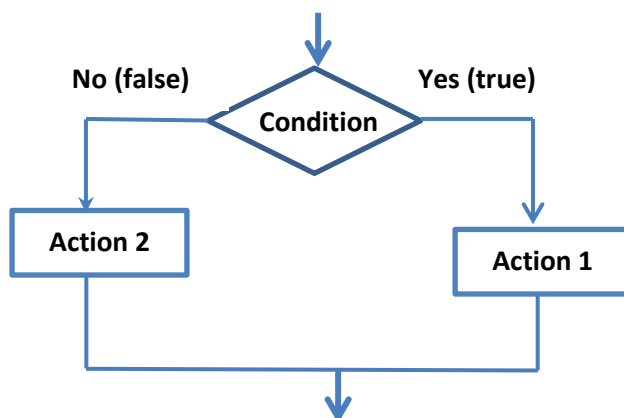 No (false)
Yes (true)
Condition
Action 2
Action 1